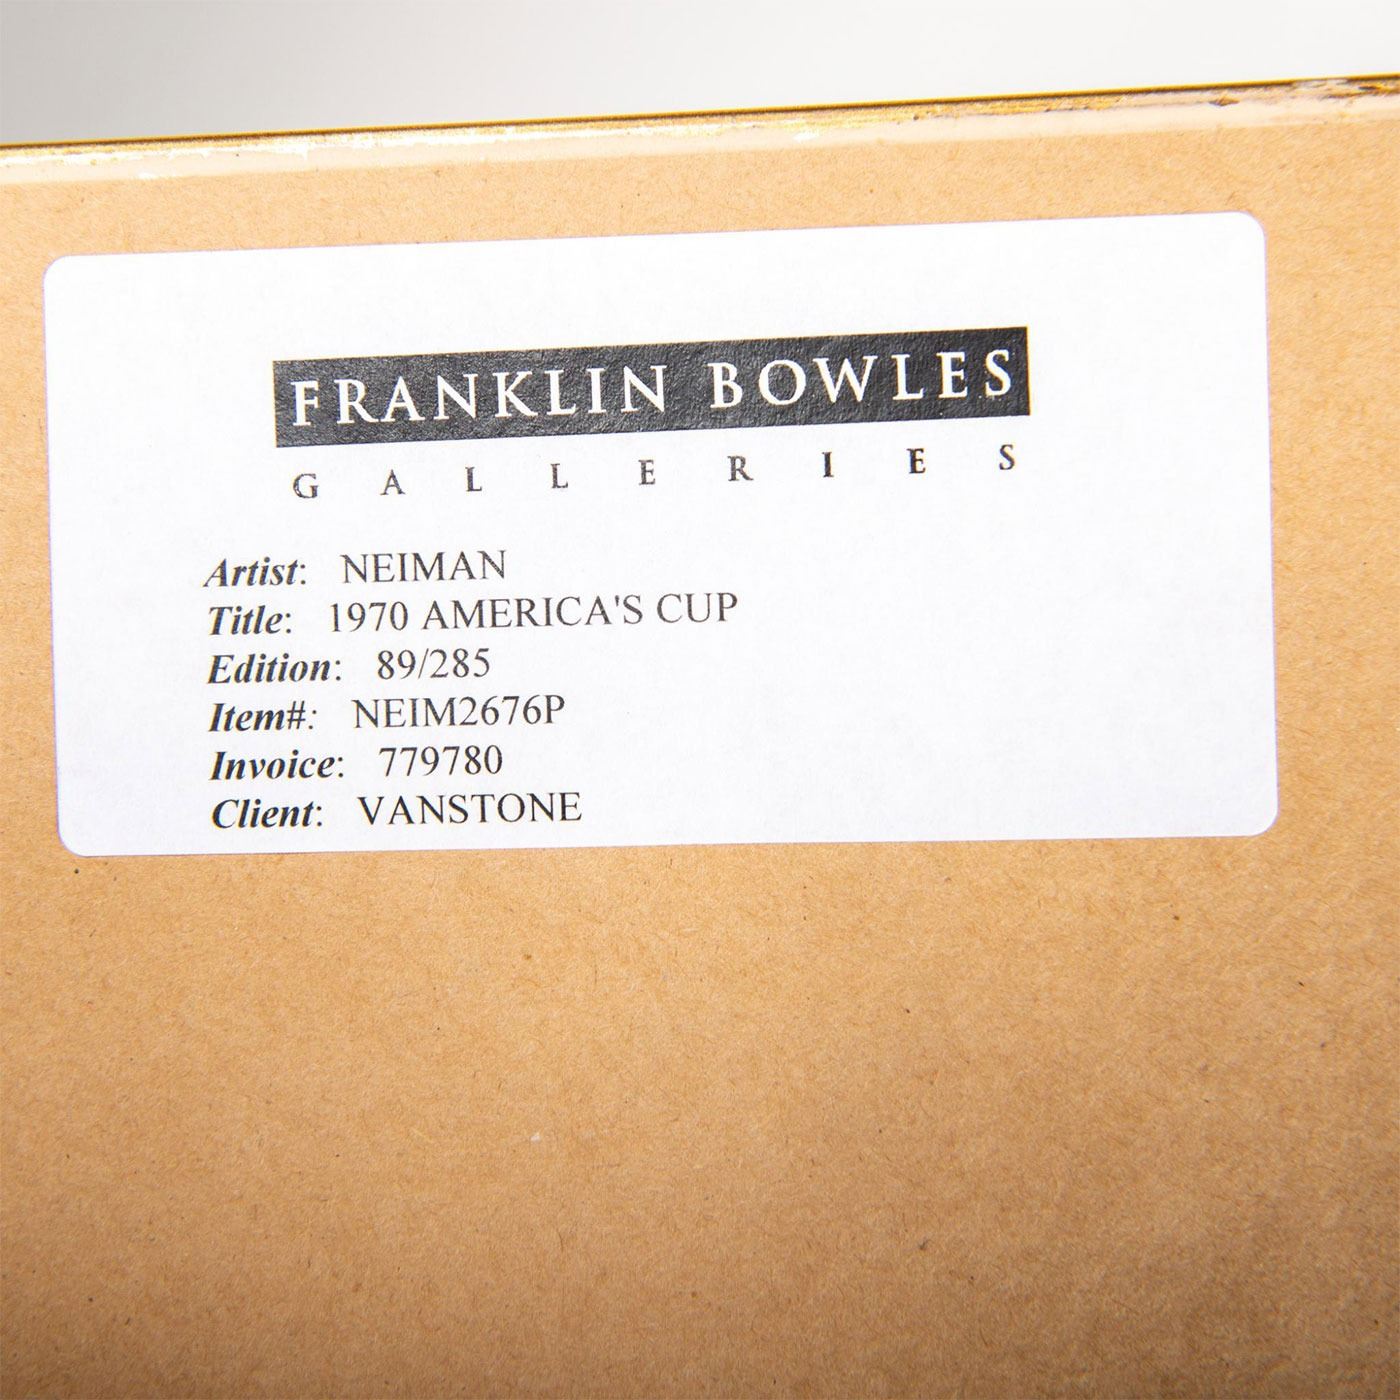 FRANKLIN BOWLES
GALLERIES
Artist: NEIMAN
Title: 1970 AMERICA'S CUP
Edition: 89/285
Item#: NEIM2676P
Invoice: 779780
Client: VANSTONE